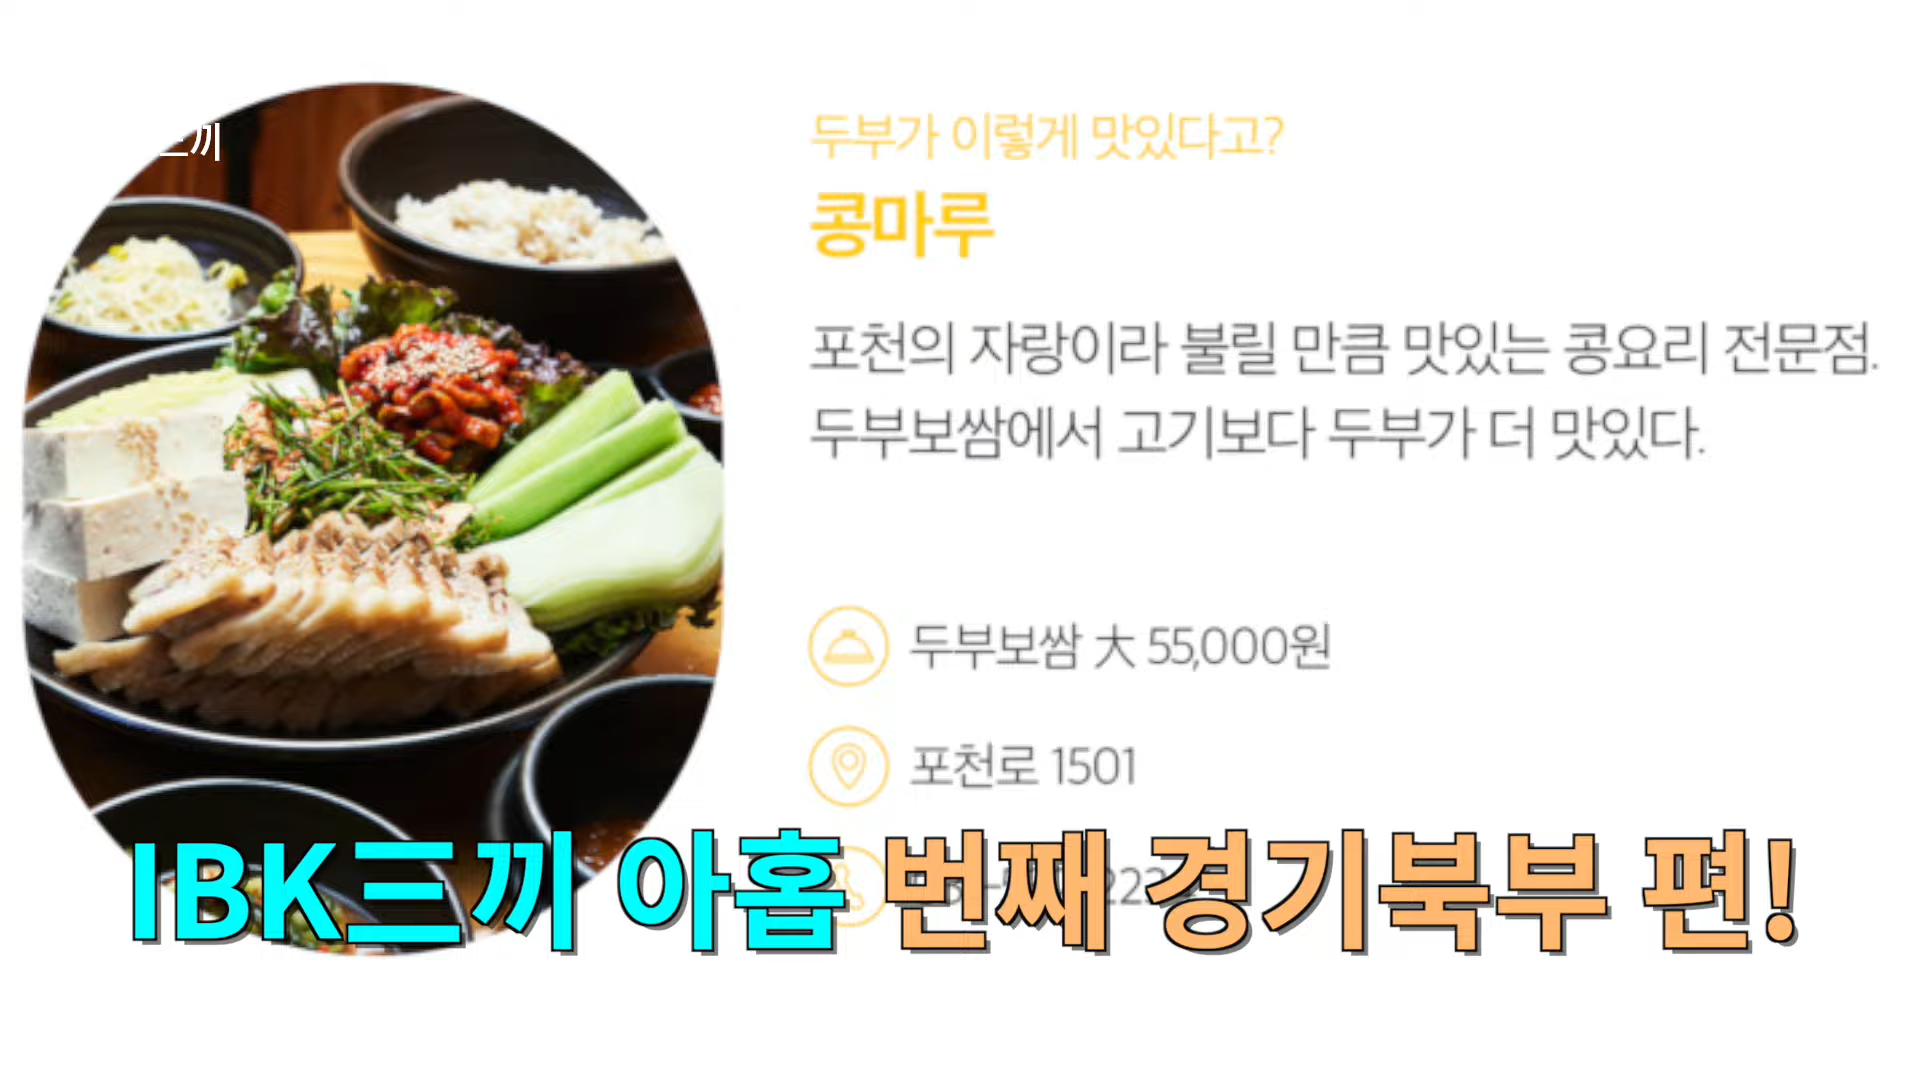 두부가 이렇게 맛있다고?
콩마루
포천의 자랑이라 불릴 만큼 맛있는 콩요리 전문점.
두부보쌈에서 고기보다 두부가 더 맛있다.
두부보쌈 大 55,000원
포천로 1501
IBK三끼 아홉 번째 경기북부 편!